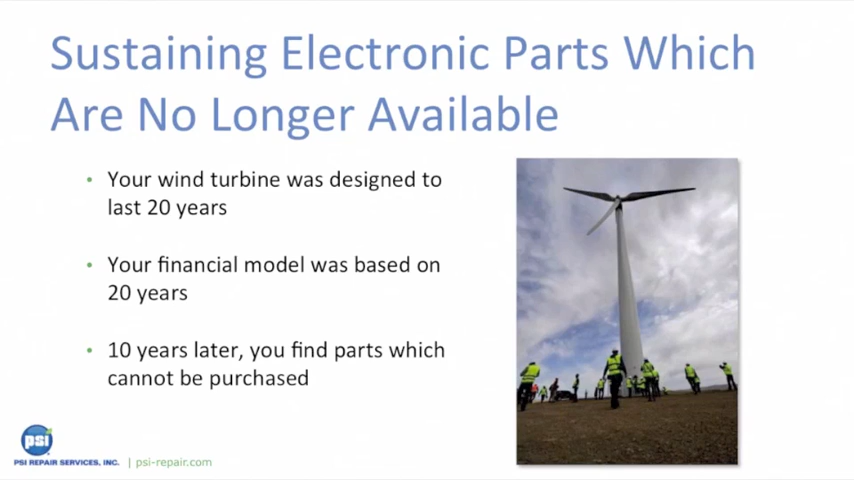 Sustaining Electronic Parts Which
Are No Longer Available
• Your wind turbine was designed to
last 20 years
• Your financial model was based on
20 years
• 10 years later, you find parts which
cannot be purchased
psi
PSI REPAIR SERVICES, INC. | psi-repair.com